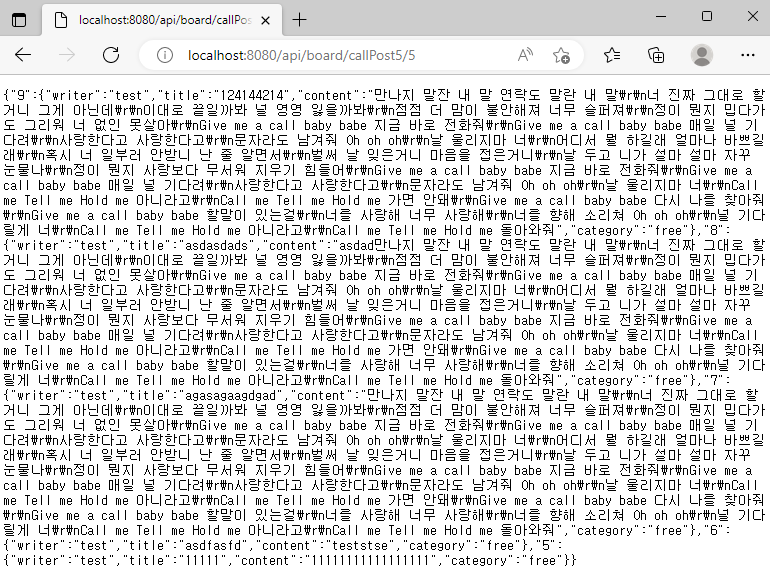 localhost:8080/api/board/callPos
localhost:8080/api/board/callPost5/5
{"9":{"writer":"test","title":"124144214","content":"만나지 말잔 내 말 연락도 말란 내 말₩r₩n너 진짜 그대로 할
거니 그게 아닌데₩r₩n이대로 끝일까봐 널 영영 잃을까봐₩r₩n점점 더 맘이 불안해져 너무 슬퍼져₩r₩n정이 뭔지 밉다가
도 그리워 너 없인 못살아₩r₩nGive me a call baby babe 지금 바로 전화줘₩r₩nGive me a call baby babe 매일 널 기
다려₩r₩n사랑한다고 사랑한다고₩r₩n문자라도 남겨줘 Oh oh oh₩r₩n날 울리지마 너₩r₩n어디서 뭘 하길래 얼마나 바쁘길
래₩r₩n혹시 너 일부러 안받니 난 줄 알면서₩r₩n벌써 날 잊은거니 마음을 접은거니₩r₩n날 두고 니가 설마 설마 자꾸
눈물나₩r₩n정이 뭔지 사랑보다 무서워 지우기 힘들어₩r₩nGive me a call baby babe 지금 바로 전화줘₩r₩nGive me a
call baby babe 매일 널 기다려₩r₩n사랑한다고 사랑한다고₩r₩n문자라도 남겨줘 Oh oh oh₩r₩n날 울리지마 너₩r₩nCall
me Tell me Hold me 아니라고₩r₩nCall me Tell me Hold me 가면 안돼₩r₩nGive me a call baby babe 다시 나를 찾아줘
₩r₩nGive me a call baby babe 할말이 있는걸₩r₩n너를 사랑해 너무 사랑해₩r₩n너를 향해 소리쳐 Oh oh oh₩r₩n널 기다
릴게 너₩r₩nCall me Tell me Hold me 아니라고₩r₩nCall me Tell me Hold me 돌아와줘","category":"free"},"8":
{"writer":"test","title":"asdasdads","content":"asdad만나지 말잔 내 말 연락도 말란 내 말₩r₩n너 진짜 그대로 할
거니 그게 아닌데₩r₩n이대로 끝일까봐 널 영영 잃을까봐₩r₩n점점 더 맘이 불안해져 너무 슬퍼져₩r₩n정이 뭔지 밉다가
도 그리워 너 없인 못살아₩r₩nGive me a call baby babe 지금 바로 전화줘₩r₩nGive me a call baby babe 매일 널 기
다려₩r₩n사랑한다고 사랑한다고₩r₩n문자라도 남겨줘 Oh oh oh₩r₩n날 울리지마 너₩r₩n어디서 뭘 하길래 얼마나 바쁘길
래₩r₩n혹시 너 일부러 안받니 난 줄 알면서₩r₩n벌써 날 잊은거니 마음을 접은거니₩r₩n날 두고 니가 설마 설마 자꾸
눈물나₩r₩n정이 뭔지 사랑보다 무서워 지우기 힘들어₩r₩nGive me a call baby babe 지금 바로 전화줘₩r₩nGive me a
call baby babe 매일 널 기다려₩r₩n사랑한다고 사랑한다고₩r₩n문자라도 남겨줘 Oh oh oh₩r₩n날 울리지마 너₩r₩nCall
me Tell me Hold me 아니라고₩r₩nCall me Tell me Hold me 가면 안돼₩r₩nGive me a call baby babe 다시 나를 찾아줘
₩r₩nGive me a call baby babe 할말이 있는걸₩r₩n너를 사랑해 너무 사랑해₩r₩n너를 향해 소리쳐 Oh oh oh₩r₩n널 기다
릴게 너₩r₩nCall me Tell me Hold me 아니라고₩r₩nCall me Tell me Hold me 돌아와줘","category":"free"},"7":
{"writer":"test","title":"agasagaagdgad","content":"만나지 말잔 내 말 연락도 말란 내 말₩r₩n너 진짜 그대로 할
거니 그게 아닌데₩r₩n이대로 끝일까봐 널 영영 잃을까봐₩r₩n점점 더 맘이 불안해져 너무 슬퍼져₩r₩n정이 뭔지 밉다가
도 그리워 너 없인 못살아₩r₩nGive me a call baby babe 지금 바로 전화줘₩r₩nGive me a call baby babe 매일 널 기
다려₩r₩n사랑한다고 사랑한다고₩r₩n문자라도 남겨줘 Oh oh oh₩r₩n날 울리지마 너₩r₩n어디서 뭘 하길래 얼마나 바쁘길
래₩r₩n혹시 너 일부러 안받니 난 줄 알면서₩r₩n벌써 날 잊은거니 마음을 접은거니₩r₩n날 두고 니가 설마 설마 자꾸
눈물나₩r₩n정이 뭔지 사랑보다 무서워 지우기 힘들어₩r₩nGive me a call baby babe 지금 바로 전화줘₩r₩nGive me a
call baby babe 매일 널 기다려₩r₩n사랑한다고 사랑한다고₩r₩n문자라도 남겨줘 Oh oh oh₩r₩n날 울리지마 너₩r₩nCall
me Tell me Hold me 아니라고₩r₩nCall me Tell me Hold me 가면 안돼₩r₩nGive me a call baby babe 다시 나를 찾아줘
₩r₩nGive me a call baby babe 할말이 있는걸₩r₩n너를 사랑해 너무 사랑해₩r₩n너를 향해 소리쳐 Oh oh oh₩r₩n널 기다
릴게 너₩r₩nCall me Tell me Hold me 아니라고₩r₩nCall me Tell me Hold me 돌아와줘","category":"free"},"6":
{"writer":"test","title":"asdfasfd","content":"teststse","category":"free"},"5":
{"writer":"test","title":"11111","content":"11111111111111111","category":"free"}}